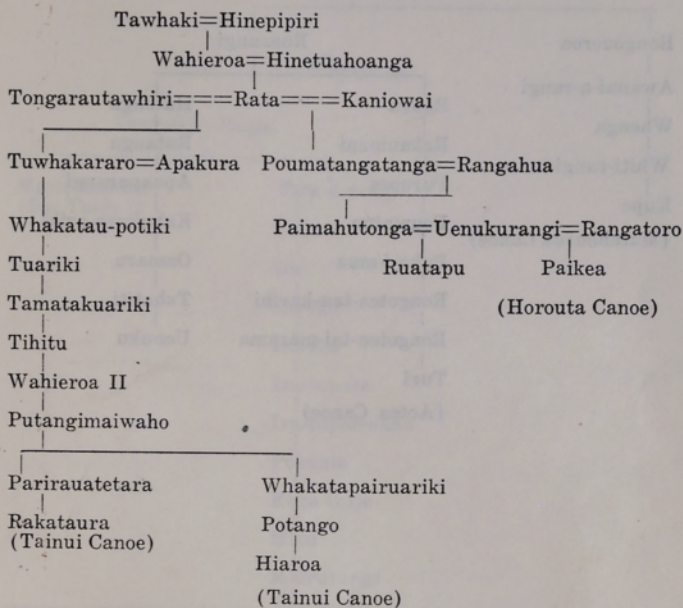 Tawhaki=Hinepipiri
Wahieroa=Hinetuahoanga
Tongarautawhiri===Rata===Kaniowai
Tuwhakararo=Apakura Poumatangatanga=Rangahua
Whakatau-potiki Paimahutonga=Uenukurangi=Rangatoro
Tuariki Ruatapu Paikea
Tamatakuariki (Horouta Canoe)
Tihitu
Wahieroa II
Putangimaiwaho
Parirauatetara Whakatapairuariki
Rakataura Potango
(Tainui Canoe)
Hiaroa
(Tainui Canoe)